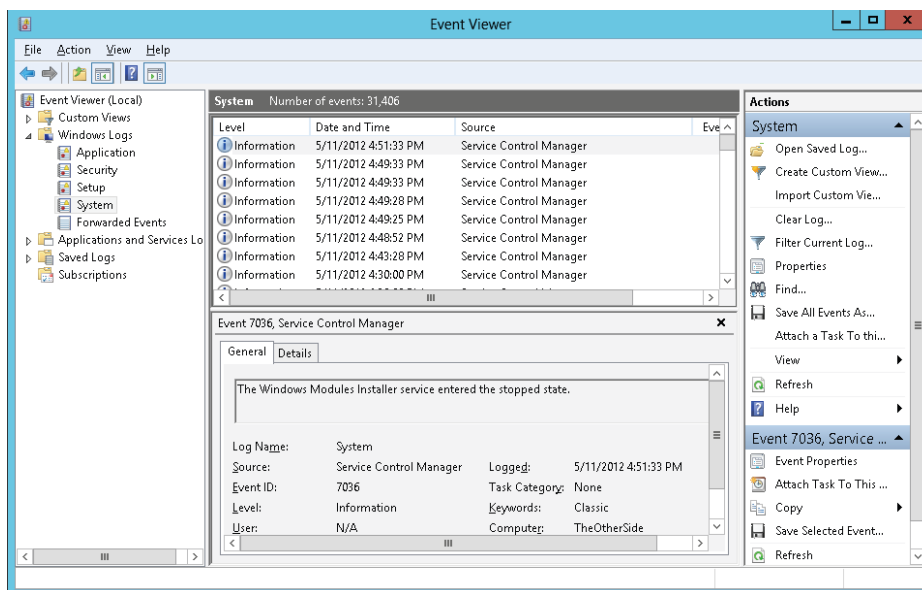 Event Viewer
File Action View Help
Event Viewer (Local)
Custom Views
Windows Logs
Application
Security
Setup
System
Forwarded Events
Applications and Services Lo
Saved Logs
Subscriptions
System Number of events: 31,406
Level Date and Time Source Eve
Information 5/11/2012 4:51:33 PM Service Control Manager
Information 5/11/2012 4:49:33 PM Service Control Manager
Information 5/11/2012 4:49:33 PM Service Control Manager
Information 5/11/2012 4:49:28 PM Service Control Manager
Information 5/11/2012 4:49:25 PM Service Control Manager
Information 5/11/2012 4:48:52 PM Service Control Manager
Information 5/11/2012 4:43:28 PM Service Control Manager
Information 5/11/2012 4:30:00 PM Service Control Manager
Event 7036, Service Control Manager
General Details
The Windows Modules Installer service entered the stopped state.
Log Name: System
Source: Service Control Manager Logged: 5/11/2012 4:51:33 PM
Event ID: 7036 Task Category: None
Level: Information Keywords: Classic
User: N/A Computer: TheOtherSide
Actions
System
Open Saved Log...
Create Custom View...
Import Custom Vie...
Clear Log...
Filter Current Log...
Properties
Find...
Save All Events As...
Attach a Task To thi...
View
Refresh
Help
Event 7036, Service ...
Event Properties
Attach Task To This ...
Copy
Save Selected Event...
Refresh